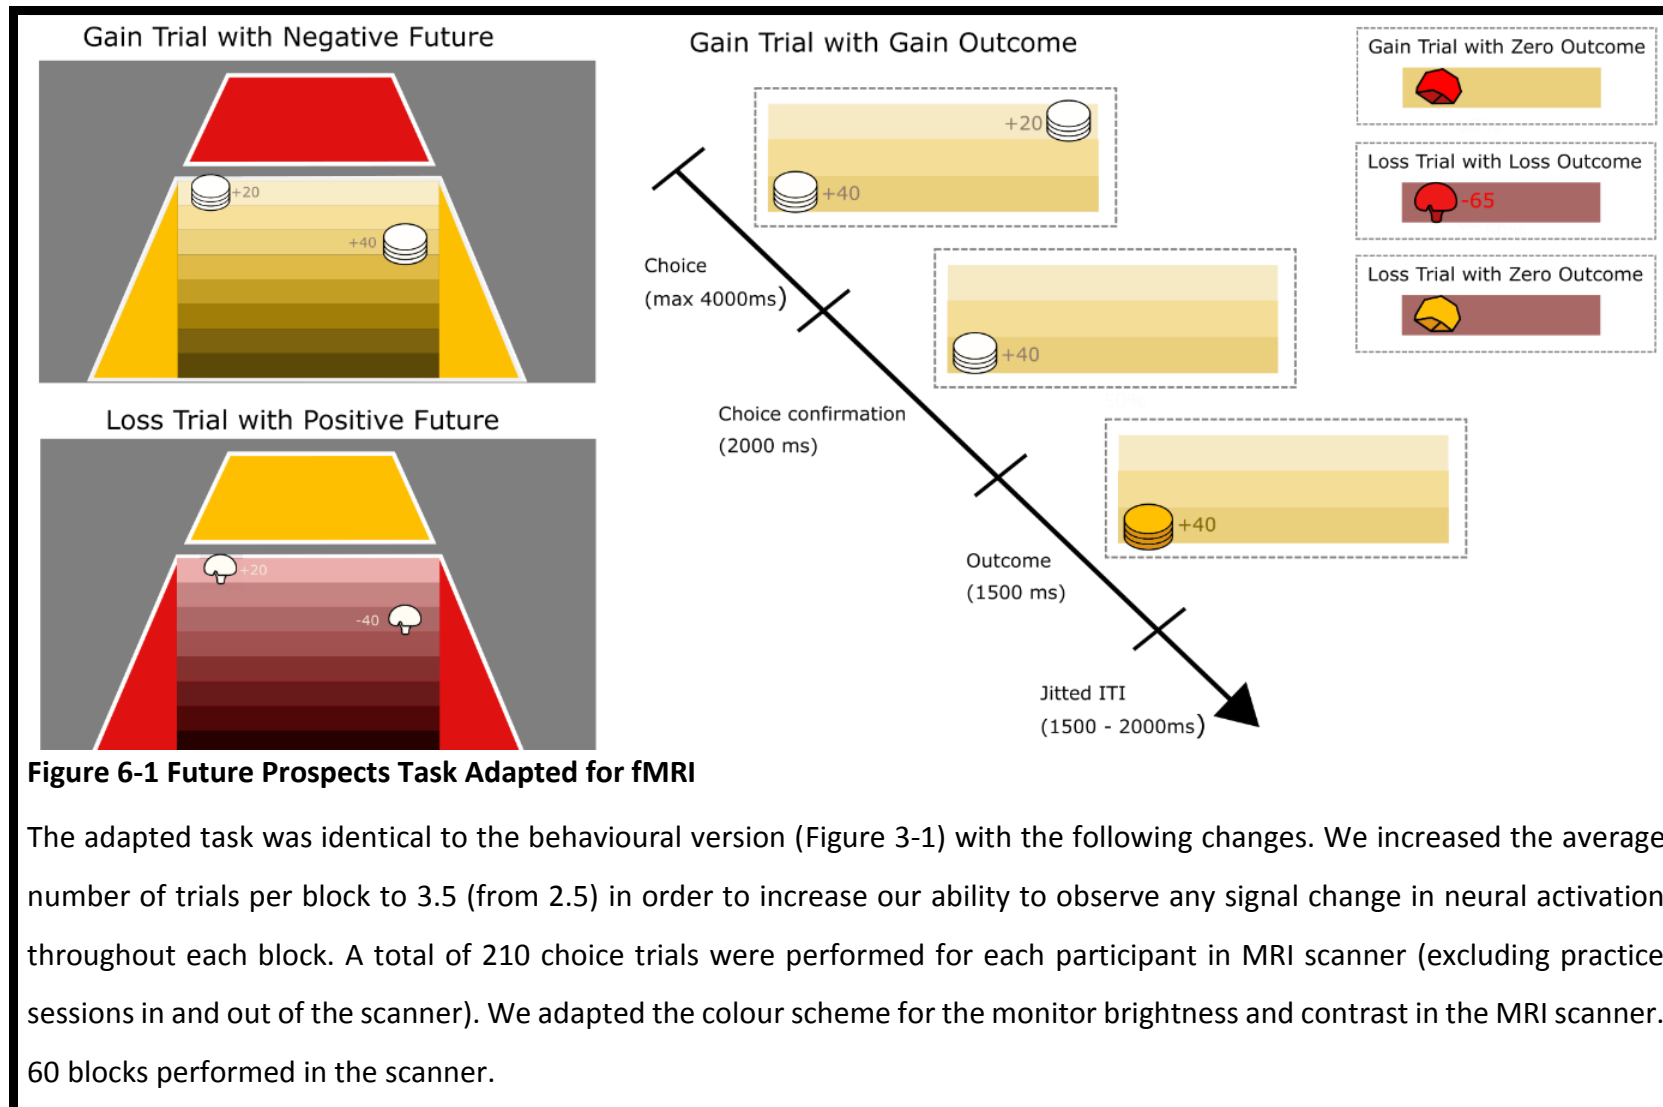 Gain Trial with Negative Future
+20
+40
Loss Trial with Positive Future
+20
-40
Gain Trial with Gain Outcome
+20
+40
Choice
(max 4000ms)
+40
Choice confirmation
(2000 ms)
+40
Outcome
(1500 ms)
Jitted ITI
(1500 - 2000ms)
Gain Trial with Zero Outcome
Loss Trial with Loss Outcome
-65
Loss Trial with Zero Outcome
Figure 6-1 Future Prospects Task Adapted for fMRI
The adapted task was identical to the behavioural version (Figure 3-1) with the following changes. We increased the average
number of trials per block to 3.5 (from 2.5) in order to increase our ability to observe any signal change in neural activation
throughout each block. A total of 210 choice trials were performed for each participant in MRI scanner (excluding practice
sessions in and out of the scanner). We adapted the colour scheme for the monitor brightness and contrast in the MRI scanner.
60 blocks performed in the scanner.